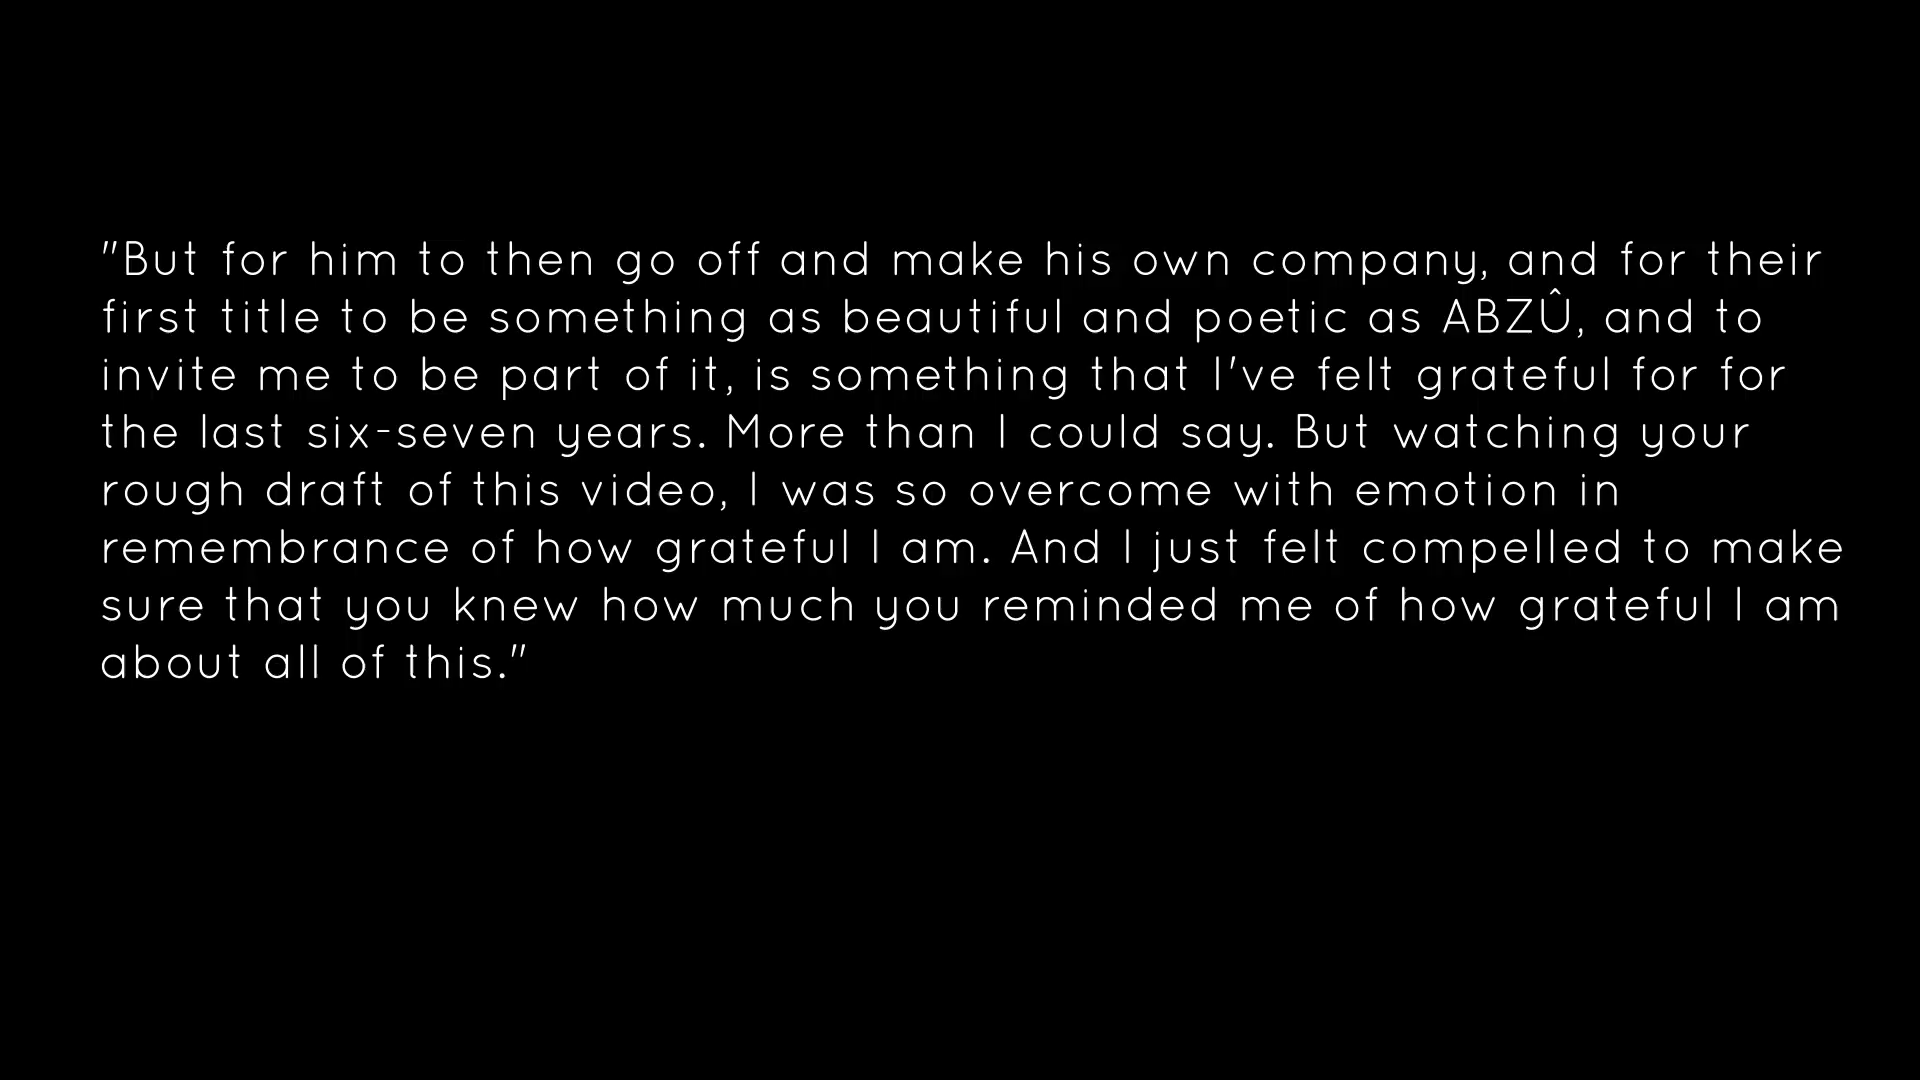 "But for him to then go off and make his own company, and for their
first title to be something as beautiful and poetic as ABZÛ, and to
invite me to be part of it, is something that I've felt grateful for for
the last six-seven years. More than I could say. But watching your
rough draft of this video, I was so overcome with emotion in
remembrance of how grateful I am. And I just felt compelled to make
sure that you knew how much you reminded me of how grateful I am
about all of this."